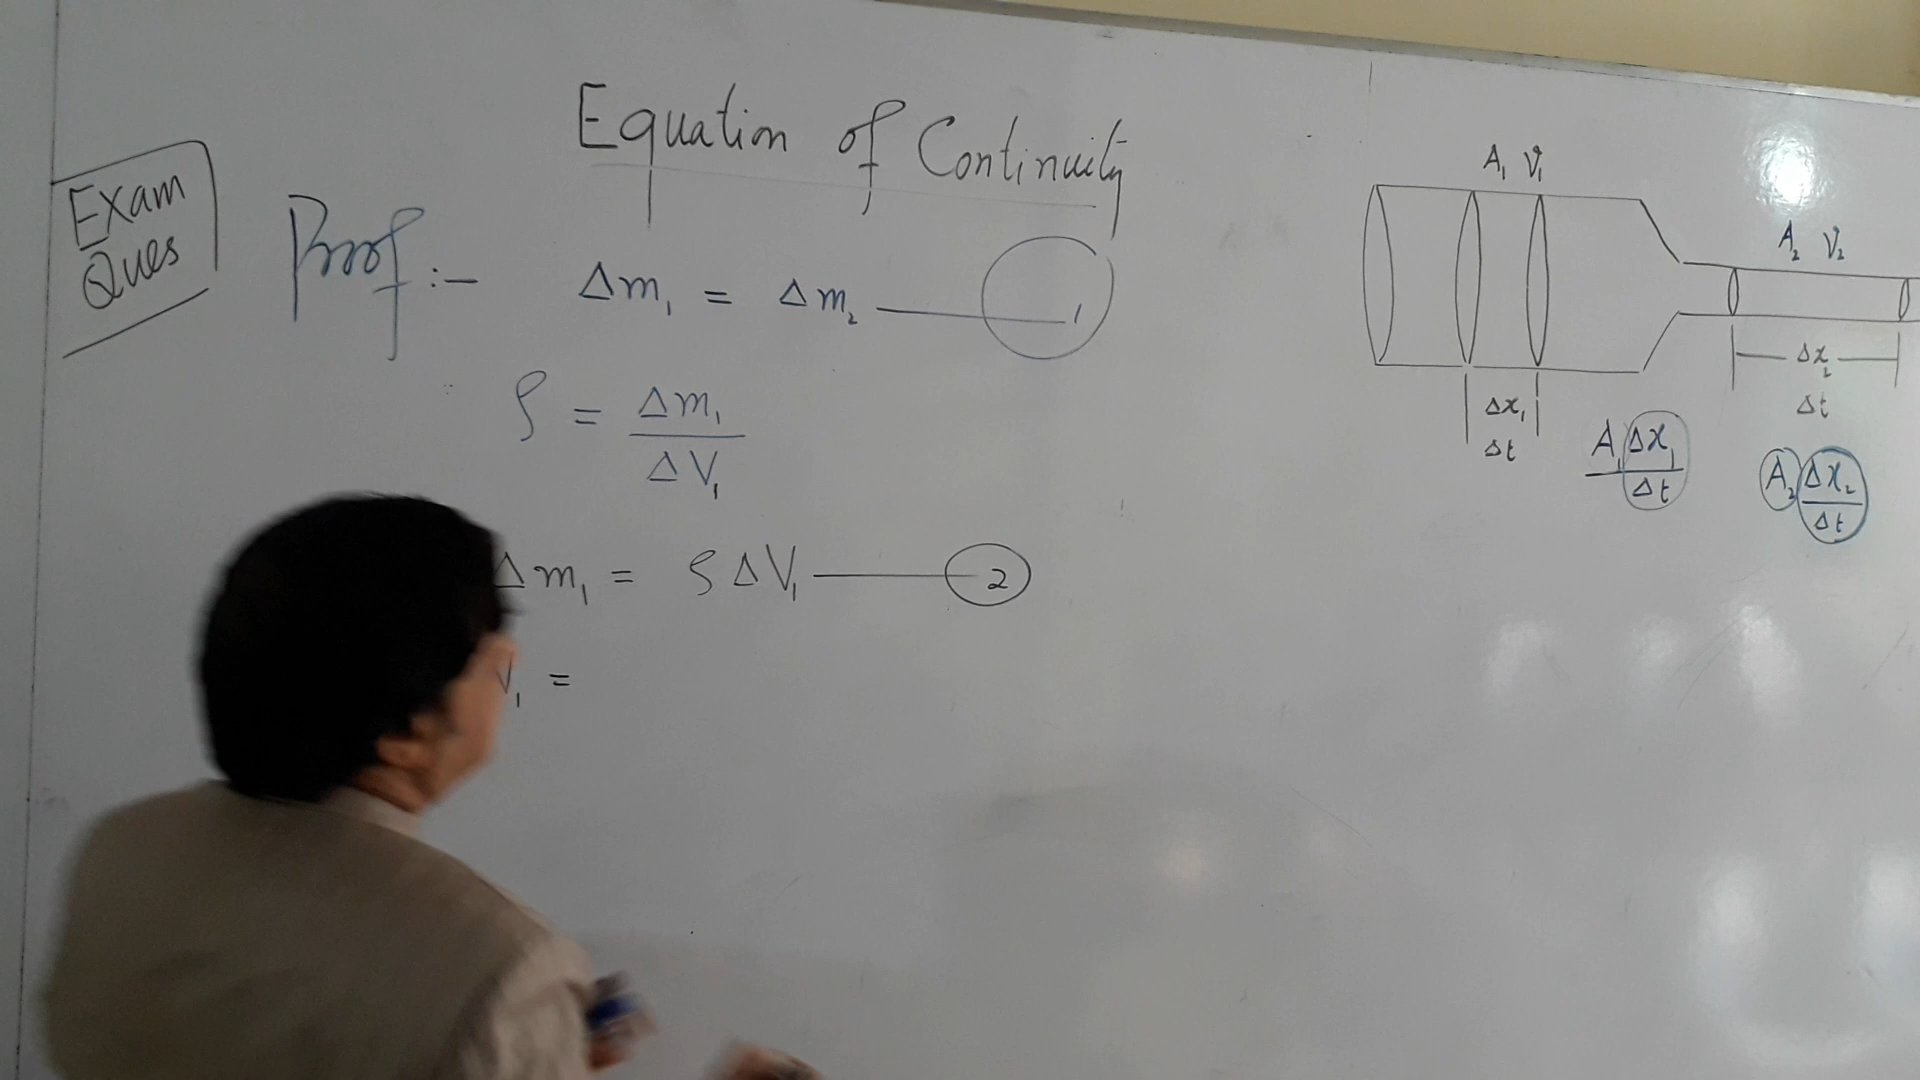 Equation of Continuity
Exam
Ques
Proof :- Δm₁ = Δm₂ —— 1
ρ = Δm₁ / ΔV₁
Δm₁ = ρ ΔV₁ —— 2
V₁ =
A₁ V₁
A₂ V₂
Δx₁
Δt
Δx₂
Δt
A₁ Δx₁ / Δt
A₂ Δx₂ / Δt